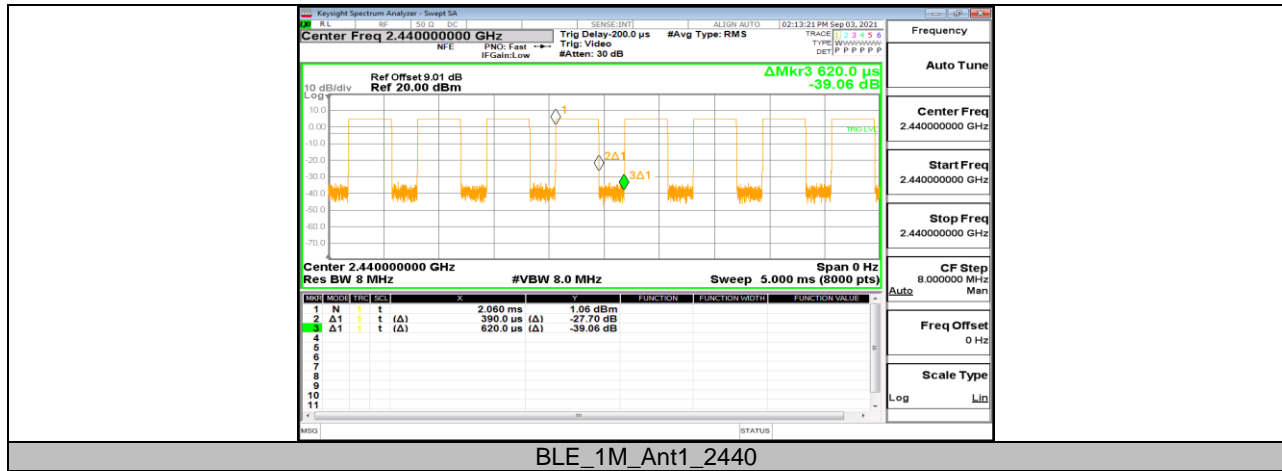 Keysight Spectrum Analyzer - Swept SA
RL RF 50 Ω DC SENSE:INT ALIGN AUTO 02:13:21 PM Sep 03, 2021
Center Freq 2.440000000 GHz Trig Delay-200.0 µs #Avg Type: RMS TRACE 1 2 3 4 5 6
NFE PNO: Fast Trig: Video TYPE WWWWWW
IFGain:Low #Atten: 30 dB DET P P P P P P
Ref Offset 9.01 dB ΔMkr3 620.0 µs
10 dB/div Ref 20.00 dBm -39.06 dB
Log
10.0
0.00
-10.0
-20.0
-30.0
-40.0
-50.0
-60.0
-70.0
1
2Δ1
3Δ1
TRIG LVL
Center 2.440000000 GHz Span 0 Hz
Res BW 8 MHz #VBW 8.0 MHz Sweep 5.000 ms (8000 pts)
MKR MODE TRC SCL X Y FUNCTION FUNCTION WIDTH FUNCTION VALUE
1 N 1 t 2.060 ms 1.06 dBm
2 Δ1 1 t (Δ) 390.0 µs (Δ) -27.70 dB
3 Δ1 1 t (Δ) 620.0 µs (Δ) -39.06 dB
4
5
6
7
8
9
10
11
MSG STATUS
Frequency
Auto Tune
Center Freq
2.440000000 GHz
Start Freq
2.440000000 GHz
Stop Freq
2.440000000 GHz
CF Step
8.000000 MHz
Auto Man
Freq Offset
0 Hz
Scale Type
Log Lin
BLE_1M_Ant1_2440